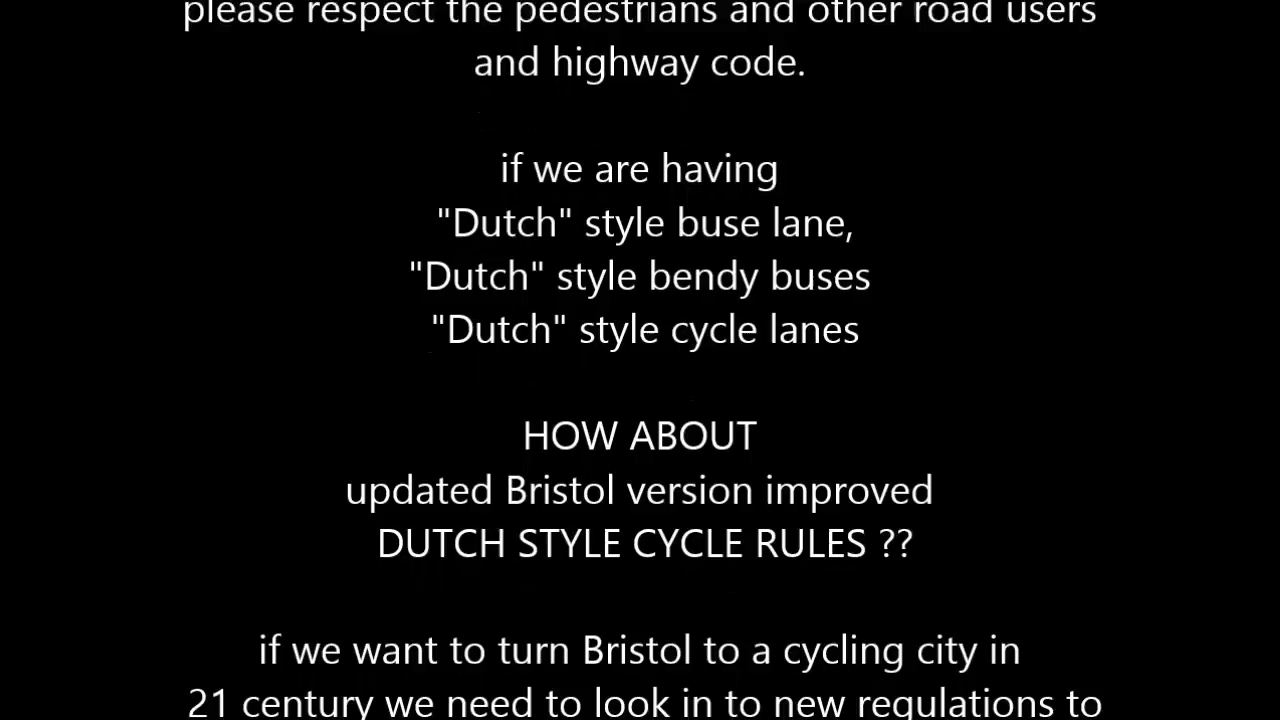 please respect the pedestrians and other road users
and highway code.
if we are having
"Dutch" style buse lane,
"Dutch" style bendy buses
"Dutch" style cycle lanes
HOW ABOUT
updated Bristol version improved
DUTCH STYLE CYCLE RULES ??
if we want to turn Bristol to a cycling city in
21 century we need to look in to new regulations to